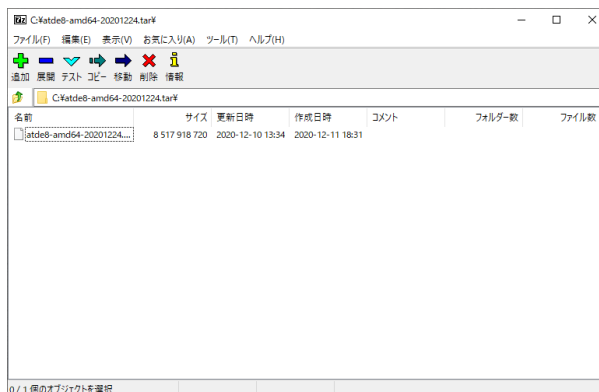 C:¥atde8-amd64-20201224.tar¥
ファイル(F) 編集(E) 表示(V) お気に入り(A) ツール(T) ヘルプ(H)
追加 展開 テスト コピー 移動 削除 情報
C:¥atde8-amd64-20201224.tar¥
名前 サイズ 更新日時 作成日時 コメント フォルダー数 ファイル数
atde8-amd64-20201224.... 8 517 918 720 2020-12-10 13:34 2020-12-11 18:31
0 / 1 個のオブジェクトを選択